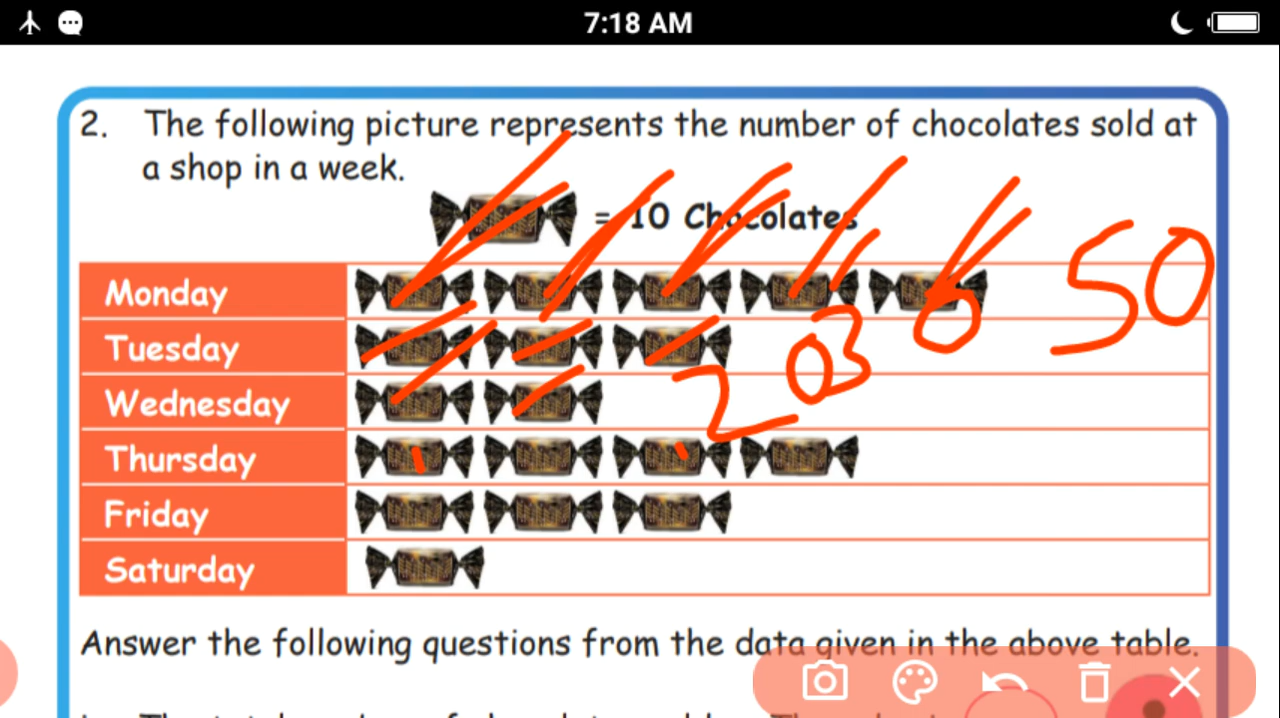 7:18 AM
2. The following picture represents the number of chocolates sold at
a shop in a week.
= 10 Chocolates
Monday 50
Tuesday 30
Wednesday 20
Thursday
Friday
Saturday
Answer the following questions from the data given in the above table.